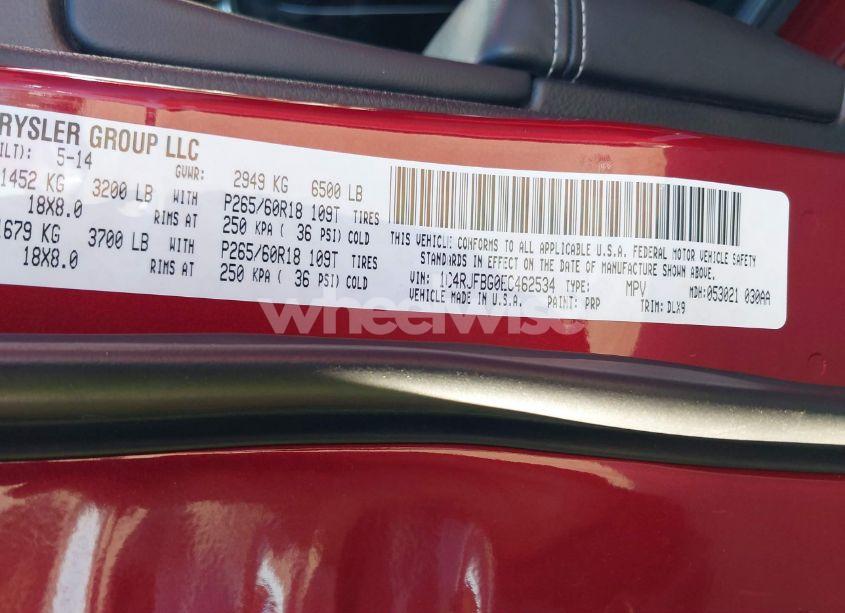 RYSLER GROUP LLC
ILT): 5-14 GVWR: 2949 KG 6500 LB
1452 KG 3200 LB WITH P265/60R18 109T TIRES
18X8.0 RIMS AT 250 KPA ( 36 PSI) COLD
1679 KG 3700 LB WITH P265/60R18 109T TIRES
18X8.0 RIMS AT 250 KPA ( 36 PSI) COLD
THIS VEHICLE CONFORMS TO ALL APPLICABLE U.S.A. FEDERAL MOTOR VEHICLE SAFETY
STANDARDS IN EFFECT ON THE DATE OF MANUFACTURE SHOWN ABOVE.
VIN: 1C4RJFBG0EC462534 TYPE: MPV MDH: 053021 030AA
VEHICLE MADE IN U.S.A. PAINT: PRP TRIM: DLX9
wheelwise